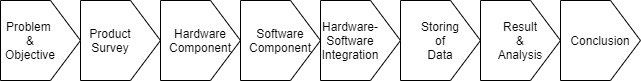 Problem
&
Objective
Product
Survey
Hardware
Component
Software
Component
Hardware-
Software
Integration
Storing
of
Data
Result
&
Analysis
Conclusion